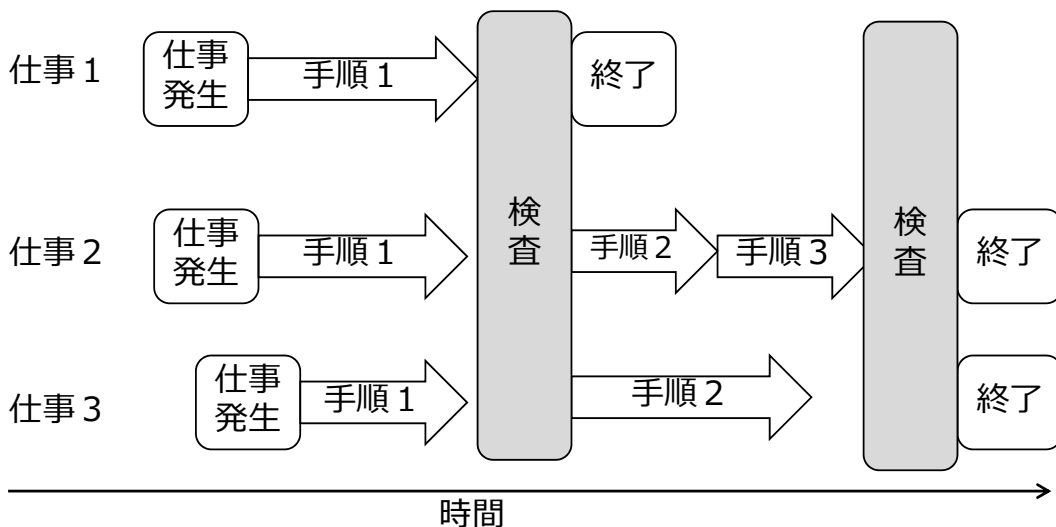 仕事１
仕事
発生
手順１
終了
検
査
検
査
仕事２
仕事
発生
手順１
手順２
手順３
終了
仕事３
仕事
発生
手順１
手順２
終了
時間